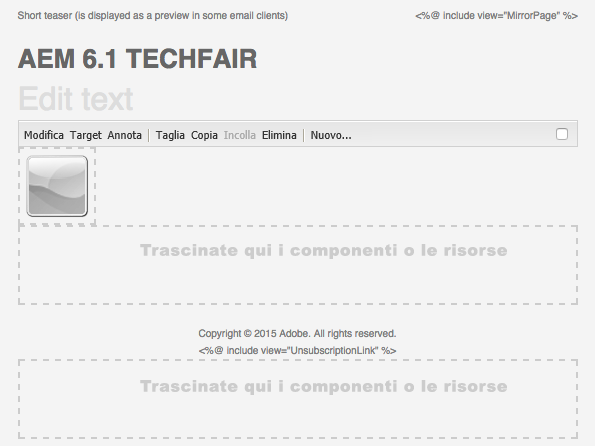 Short teaser (is displayed as a preview in some email clients) <%@ include view="MirrorPage" %>
AEM 6.1 TECHFAIR
Edit text
Modifica Target Annota | Taglia Copia Incolla Elimina | Nuovo...
Trascinate qui i componenti o le risorse
Copyright © 2015 Adobe. All rights reserved.
<%@ include view="UnsubscriptionLink" %>
Trascinate qui i componenti o le risorse